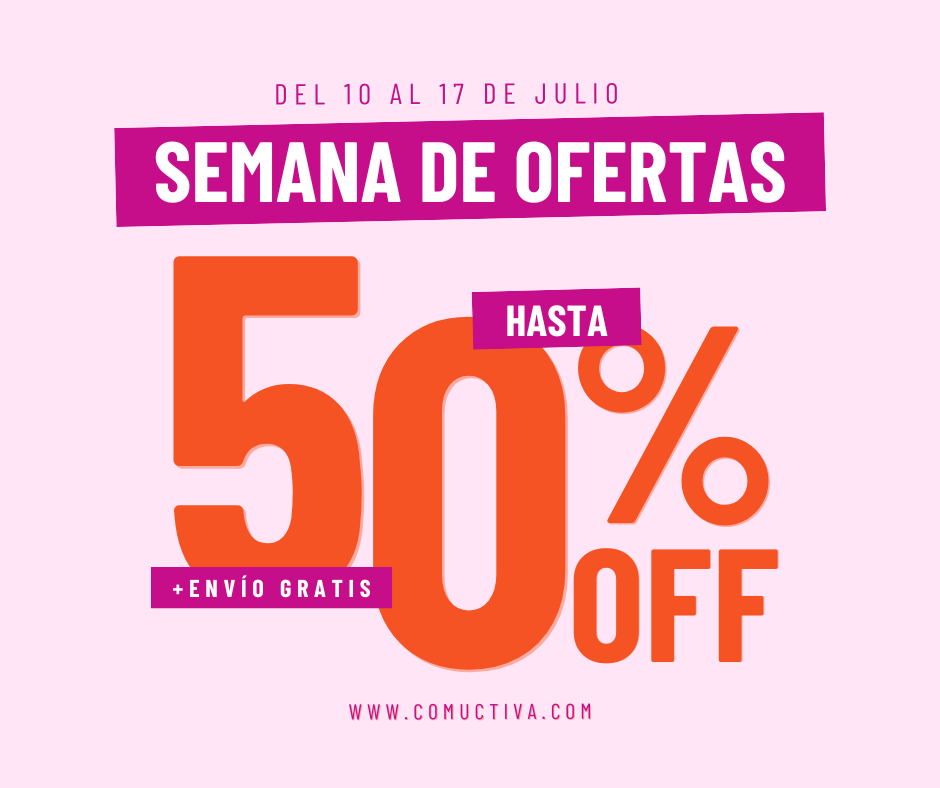 DEL 10 AL 17 DE JULIO
SEMANA DE OFERTAS
HASTA
50%
OFF
+ENVÍO GRATIS
WWW.COMUCTIVA.COM